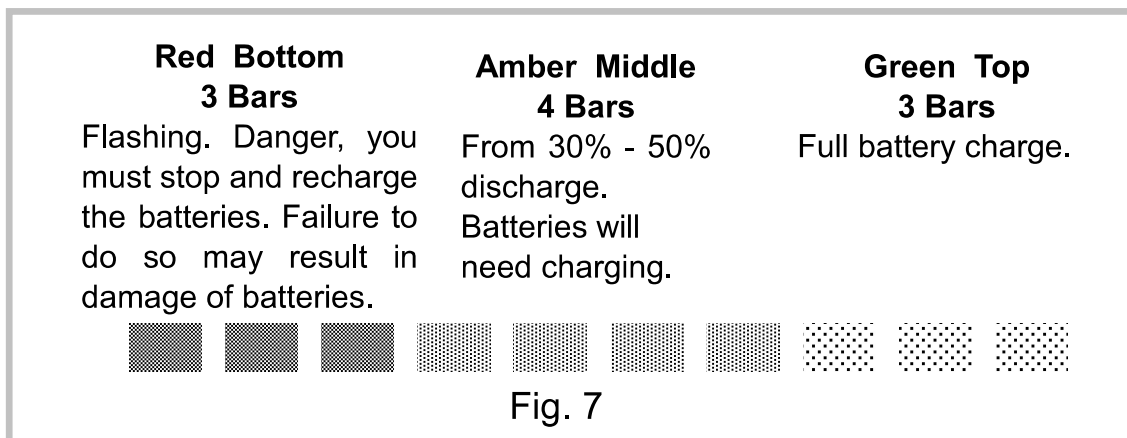 Red Bottom
3 Bars
Flashing. Danger, you
must stop and recharge
the batteries. Failure to
do so may result in
damage of batteries.
Amber Middle
4 Bars
From 30% - 50%
discharge.
Batteries will
need charging.
Green Top
3 Bars
Full battery charge.
Fig. 7